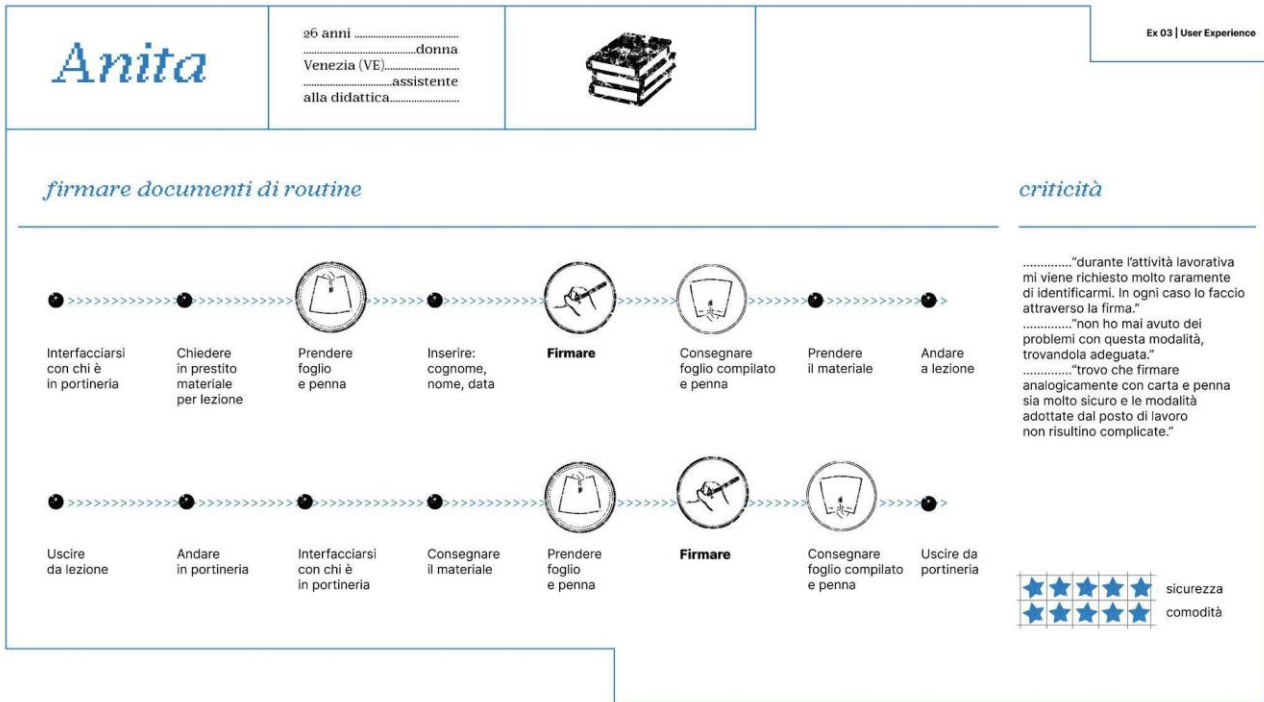 Anita
26 anni ....................................
.......................................donna
Venezia (VE)..........................
...............................assistente
alla didattica........................
Ex 03 | User Experience
firmare documenti di routine
Interfacciarsi
con chi è
in portineria
Chiedere
in prestito
materiale
per lezione
Prendere
foglio
e penna
Inserire:
cognome,
nome, data
Firmare
Consegnare
foglio compilato
e penna
Prendere
il materiale
Andare
a lezione
Uscire
da lezione
Andare
in portineria
Interfacciarsi
con chi è
in portineria
Consegnare
il materiale
Prendere
foglio
e penna
Firmare
Consegnare
foglio compilato
e penna
Uscire da
portineria
criticità
..............“durante l’attività lavorativa
mi viene richiesto molto raramente
di identificarmi. In ogni caso lo faccio
attraverso la firma.”
..............“non ho mai avuto dei
problemi con questa modalità,
trovandola adeguata.”
..............“trovo che firmare
analogicamente con carta e penna
sia molto sicuro e le modalità
adottate dal posto di lavoro
non risultino complicate.”
sicurezza
comodità